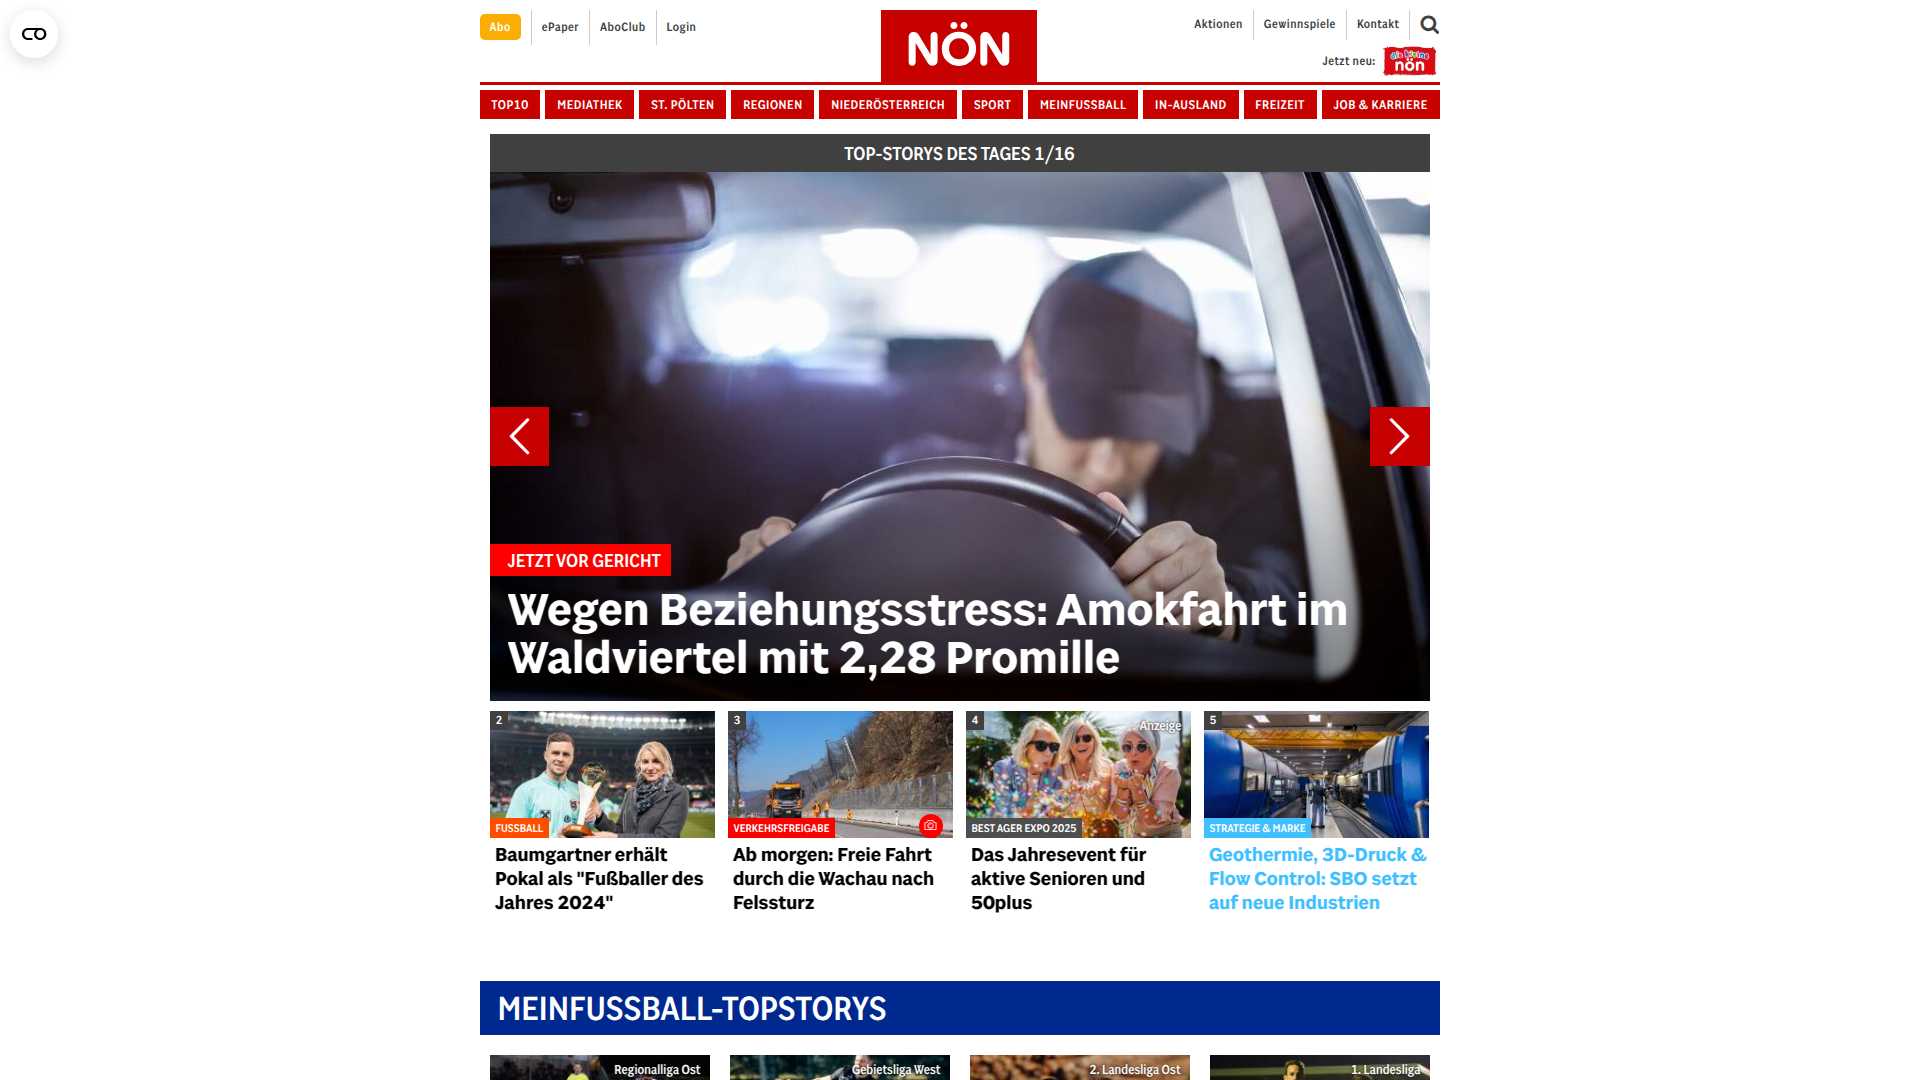 Abo
ePaper
AboClub
Login
NÖN
Aktionen
Gewinnspiele
Kontakt
Jetzt neu:
die kleine
nön
TOP10
MEDIATHEK
ST. PÖLTEN
REGIONEN
NIEDERÖSTERREICH
SPORT
MEINFUSSBALL
IN-AUSLAND
FREIZEIT
JOB & KARRIERE
TOP-STORYS DES TAGES 1/16
JETZT VOR GERICHT
Wegen Beziehungsstress: Amokfahrt im
Waldviertel mit 2,28 Promille
2
FUSSBALL
Baumgartner erhält
Pokal als "Fußballer des
Jahres 2024"
3
VERKEHRSFREIGABE
Ab morgen: Freie Fahrt
durch die Wachau nach
Felssturz
4
Anzeige
BEST AGER EXPO 2025
Das Jahresevent für
aktive Senioren und
50plus
5
STRATEGIE & MARKE
Geothermie, 3D-Druck &
Flow Control: SBO setzt
auf neue Industrien
MEINFUSSBALL-TOPSTORYS
Regionalliga Ost
Gebietsliga West
2. Landesliga Ost
1. Landesliga